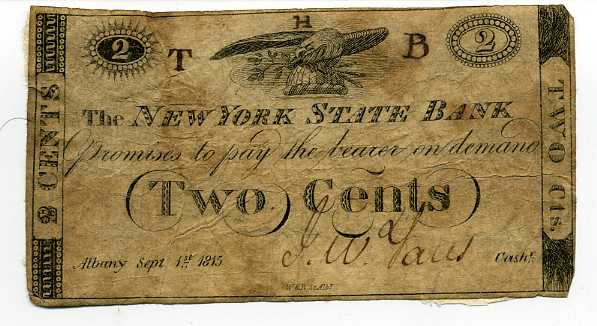 H
2 T B 2
The NEW YORK STATE BANK
Promises to pay the bearer on demand
Two Cents
Albany Sept 1st 1815
Cashr.
2 CENTS
TWO Cts.